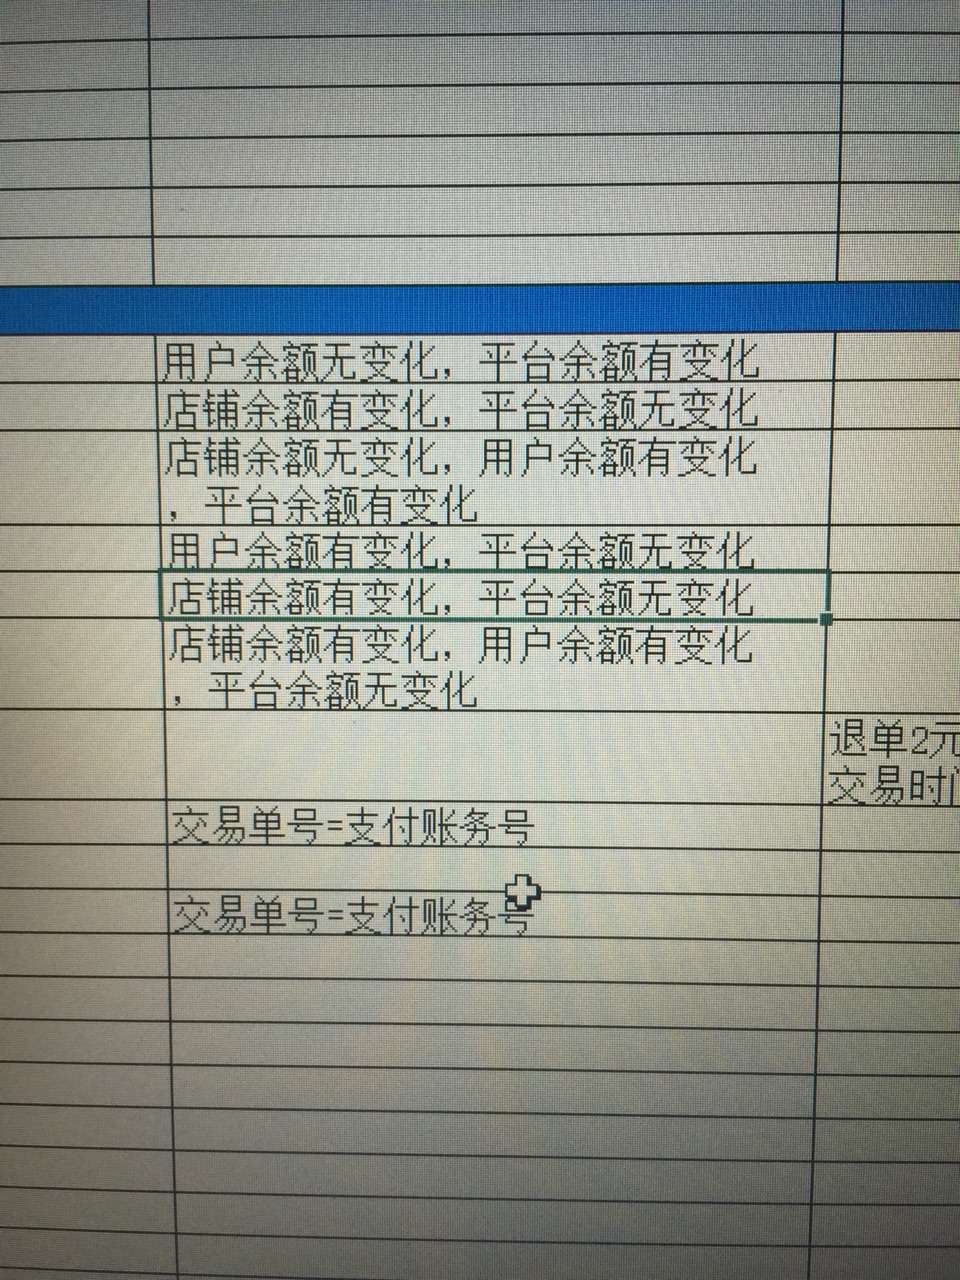 用户余额无变化，平台余额有变化
店铺余额有变化，平台余额无变化
店铺余额无变化，用户余额有变化
，平台余额有变化
用户余额有变化，平台余额无变化
店铺余额有变化，平台余额无变化
店铺余额有变化，用户余额有变化
，平台余额无变化
退单2元
交易时间
交易单号=支付账务号
交易单号=支付账务号